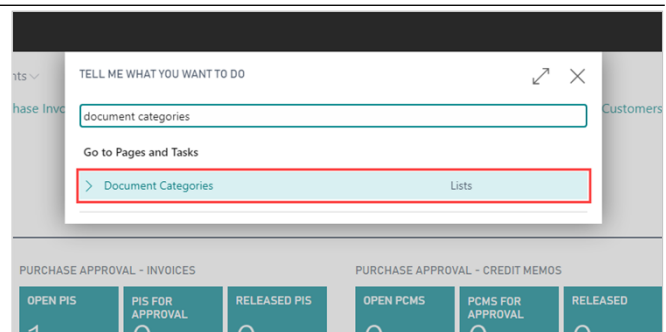 TELL ME WHAT YOU WANT TO DO
hase Invo
Customers
document categories
Go to Pages and Tasks
Document Categories Lists
PURCHASE APPROVAL - INVOICES PURCHASE APPROVAL - CREDIT MEMOS
OPEN PIS PIS FOR APPROVAL RELEASED PIS OPEN PCMS PCMS FOR APPROVAL RELEASED